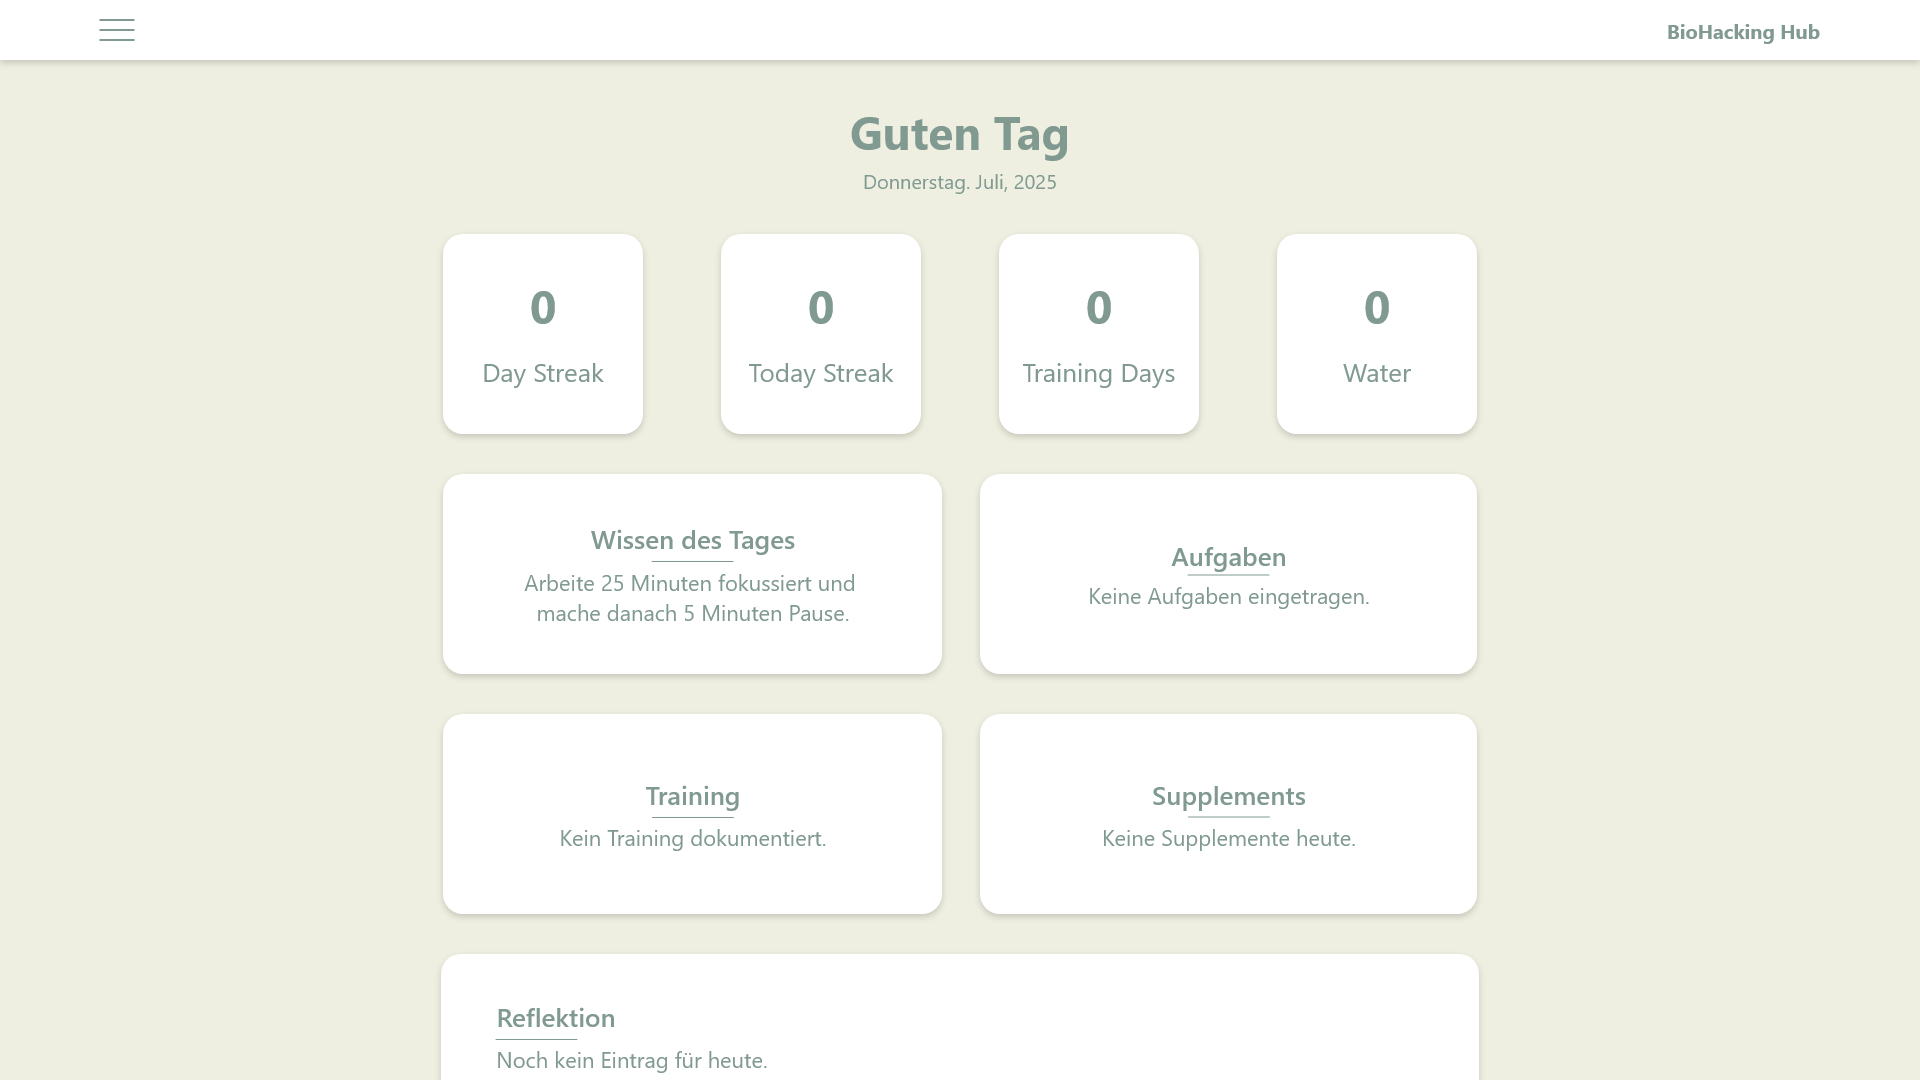 BioHacking Hub
Guten Tag
Donnerstag. Juli, 2025
0
Day Streak
0
Today Streak
0
Training Days
0
Water
Wissen des Tages
Arbeite 25 Minuten fokussiert und
mache danach 5 Minuten Pause.
Aufgaben
Keine Aufgaben eingetragen.
Training
Kein Training dokumentiert.
Supplements
Keine Supplemente heute.
Reflektion
Noch kein Eintrag für heute.